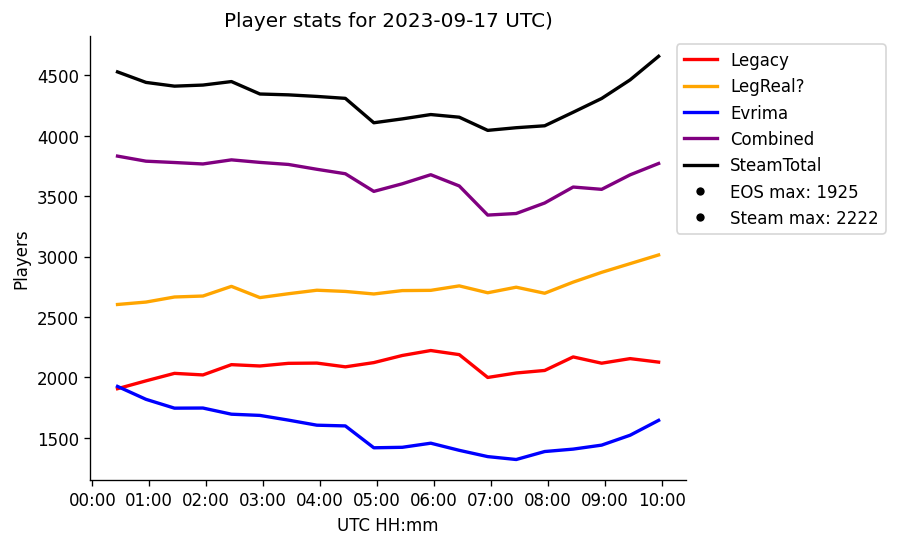 Player stats for 2023-09-17 UTC)
Legacy
LegReal?
Evrima
Combined
SteamTotal
EOS max: 1925
Steam max: 2222
Players
4500
4000
3500
3000
2500
2000
1500
00:00 01:00 02:00 03:00 04:00 05:00 06:00 07:00 08:00 09:00 10:00
UTC HH:mm